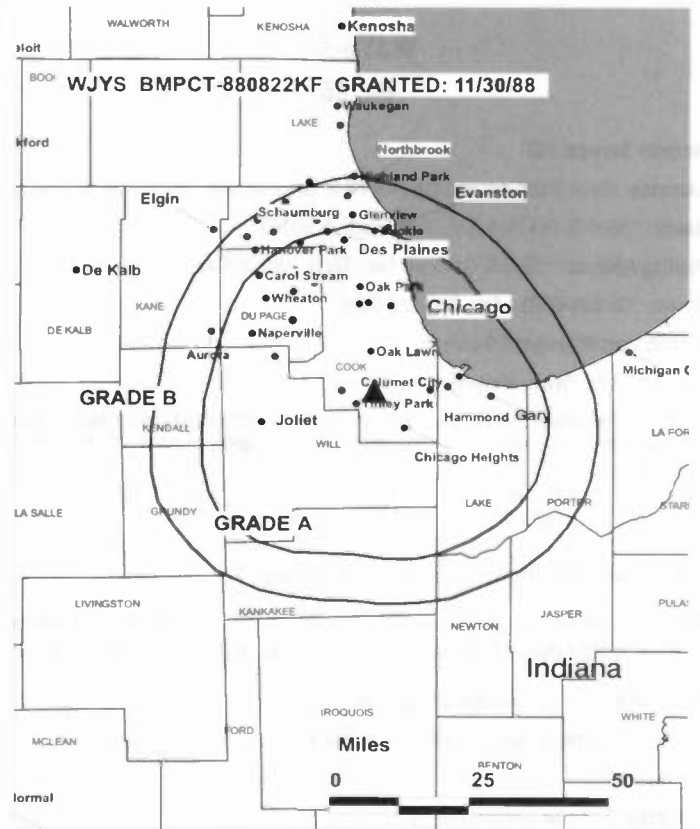 WALWORTH
KENOSHA
Kenosha
WJYS BMPCT-880822KF GRANTED: 11/30/88
Waukegan
LAKE
Northbrook
Highland Park
Elgin
Evanston
Schaumburg
Glenview
Hanover Park
Des Plaines
De Kalb
Carol Stream
Oak Park
KANE
Wheaton
Chicago
DU PAGE
DE KALB
Naperville
Aurora
COOK
Oak Lawn
Michigan C
GRADE B
Calumet City
Tinley Park
Joliet
Hammond
Gary
KENDALL
WILL
LA POR
Chicago Heights
LA SALLE
GRUNDY
GRADE A
LAKE
PORTER
LIVINGSTON
KANKAKEE
NEWTON
JASPER
Indiana
IROQUOIS
FORD
WHITE
MCLEAN
Miles
BENTON
0 25 50